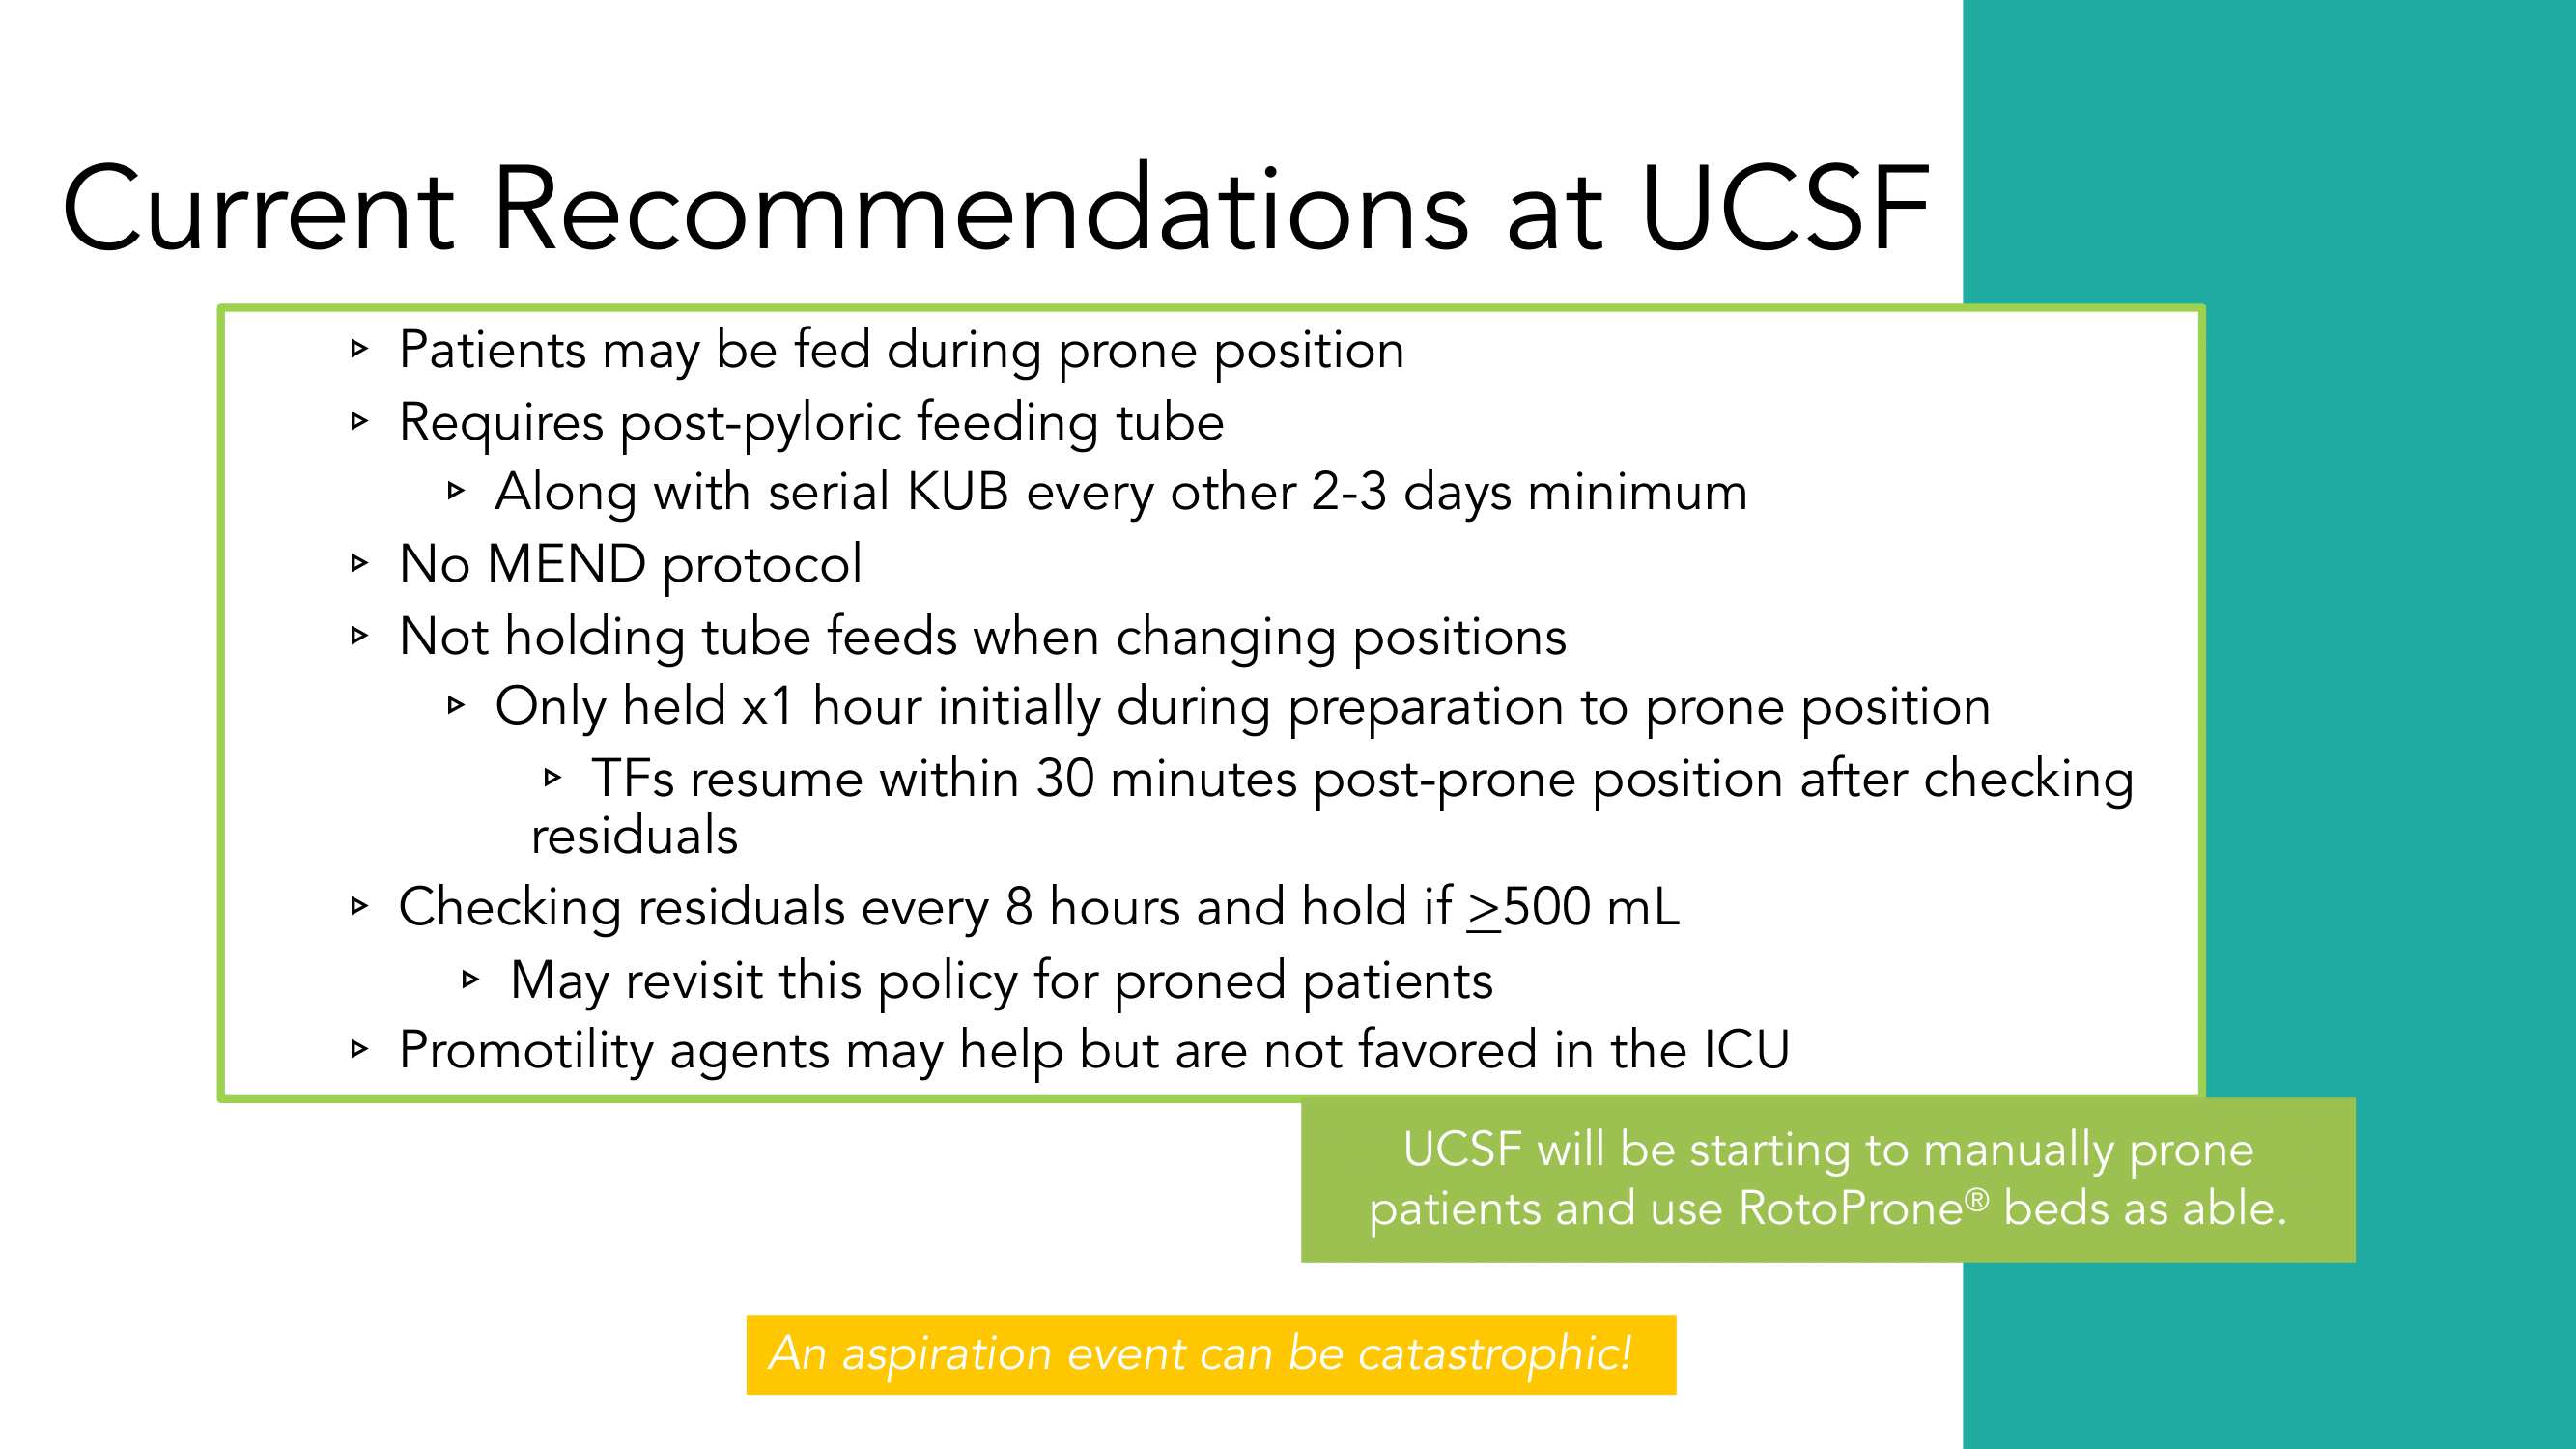 Current Recommendations at UCSF
▹ Patients may be fed during prone position
▹ Requires post-pyloric feeding tube
▹ Along with serial KUB every other 2-3 days minimum
▹ No MEND protocol
▹ Not holding tube feeds when changing positions
▹ Only held x1 hour initially during preparation to prone position
▹ TFs resume within 30 minutes post-prone position after checking
residuals
▹ Checking residuals every 8 hours and hold if >500 mL
▹ May revisit this policy for proned patients
▹ Promotility agents may help but are not favored in the ICU
UCSF will be starting to manually prone
patients and use RotoProne® beds as able.
An aspiration event can be catastrophic!